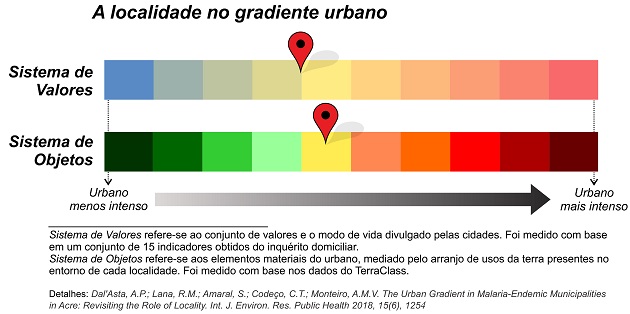 A localidade no gradiente urbano
Sistema de
Valores
Sistema de
Objetos
Urbano
menos intenso
Urbano
mais intenso
Sistema de Valores refere-se ao conjunto de valores e o modo de vida divulgado pelas cidades. Foi medido com base
em um conjunto de 15 indicadores obtidos do inquérito domiciliar.
Sistema de Objetos refere-se aos elementos materiais do urbano, mediado pelo arranjo de usos da terra presentes no
entorno de cada localidade. Foi medido com base nos dados do TerraClass.
Detalhes: Dal'Asta, A.P.; Lana, R.M.; Amaral, S.; Codeço, C.T.; Monteiro, A.M.V. The Urban Gradient in Malaria-Endemic Municipalities
in Acre: Revisiting the Role of Locality. Int. J. Environ. Res. Public Health 2018, 15(6), 1254